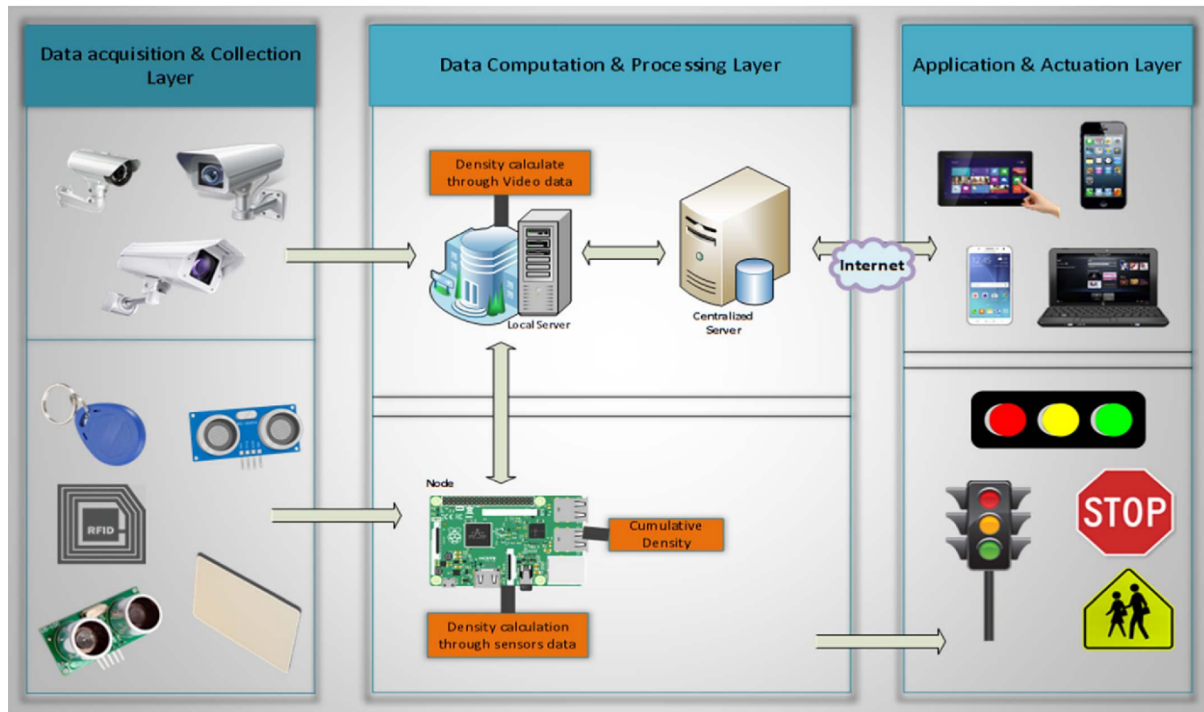 Data acquisition & Collection
Layer
Data Computation & Processing Layer
Application & Actuation Layer
Density calculate
through Video data
Local Server
Centralized
Server
Internet
RFID
Node
Cumulative
Density
Density calculation
through sensors data
STOP